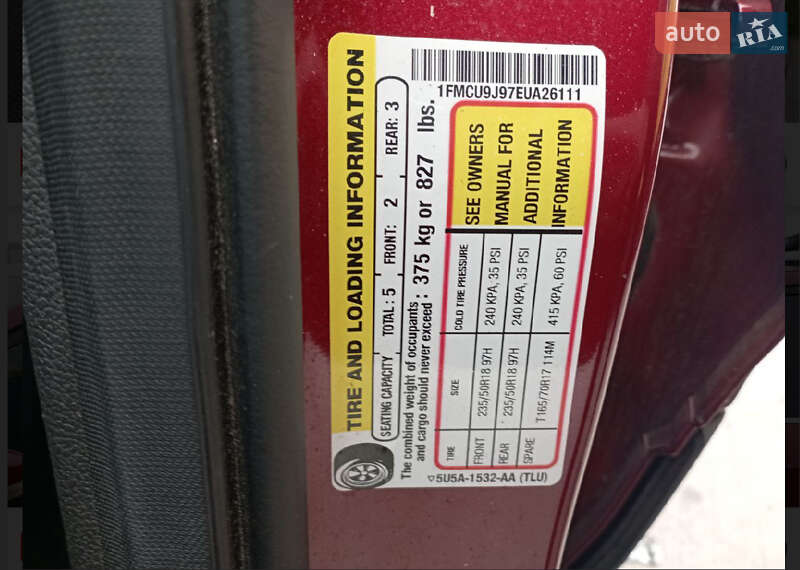 auto RIA.com
1FMCU9J97EUA26111
TIRE AND LOADING INFORMATION
SEATING CAPACITY TOTAL: 5 FRONT: 2 REAR: 3
The combined weight of occupants
and cargo should never exceed: 375 kg or 827 lbs.
TIRE SIZE COLD TIRE PRESSURE
FRONT 235/50R18 97H 240 KPA, 35 PSI
REAR 235/50R18 97H 240 KPA, 35 PSI
SPARE T165/70R17 114M 415 KPA, 60 PSI
SEE OWNERS
MANUAL FOR
ADDITIONAL
INFORMATION
5U5A-1532-AA (TLU)